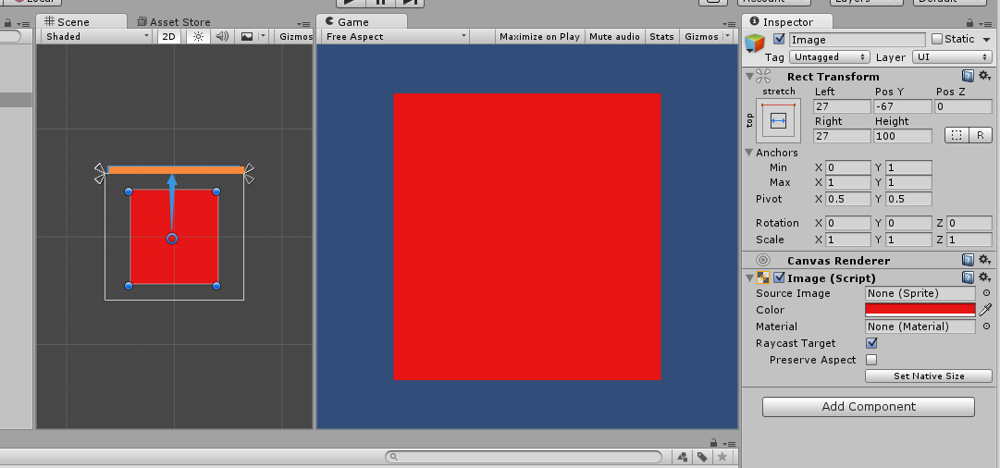 Scene
Asset Store
Game
Inspector
Shaded
2D
Gizmos
Free Aspect
Maximize on Play
Mute audio
Stats
Gizmos
Image
Static
Tag
Untagged
Layer
UI
Rect Transform
stretch
top
Left
Pos Y
Pos Z
27
-67
0
Right
Height
27
100
R
Anchors
Min
X 0
Y 1
Max
X 1
Y 1
Pivot
X 0.5
Y 0.5
Rotation
X 0
Y 0
Z 0
Scale
X 1
Y 1
Z 1
Canvas Renderer
Image (Script)
Source Image
None (Sprite)
Color
Material
None (Material)
Raycast Target
Preserve Aspect
Set Native Size
Add Component